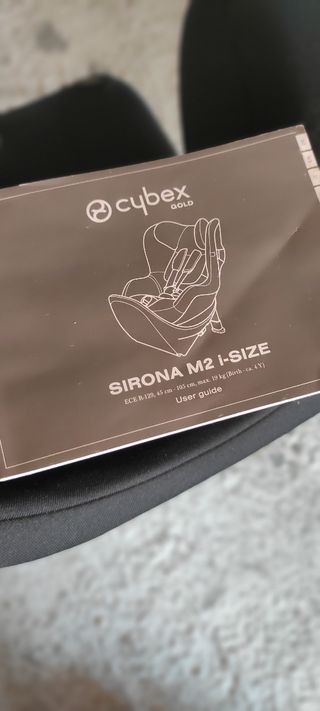 cybex
GOLD
SIRONA M2 i-SIZE
ECE R-129, 45 cm - 105 cm, max. 19 kg (Birth - ca. 4 Y)
User guide